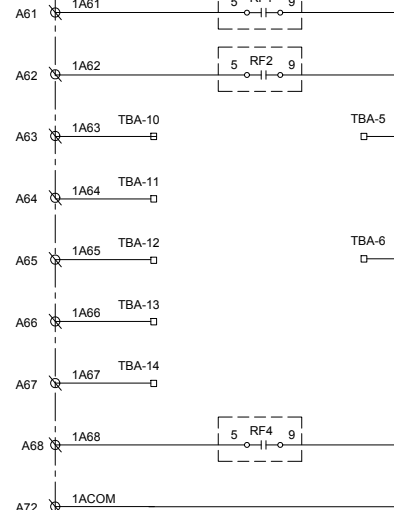 A61 1A61 5 RF1 9
A62 1A62 5 RF2 9
A63 1A63 TBA-10 TBA-5
A64 1A64 TBA-11
A65 1A65 TBA-12 TBA-6
A66 1A66 TBA-13
A67 1A67 TBA-14
A68 1A68 5 RF4 9
A72 1ACOM